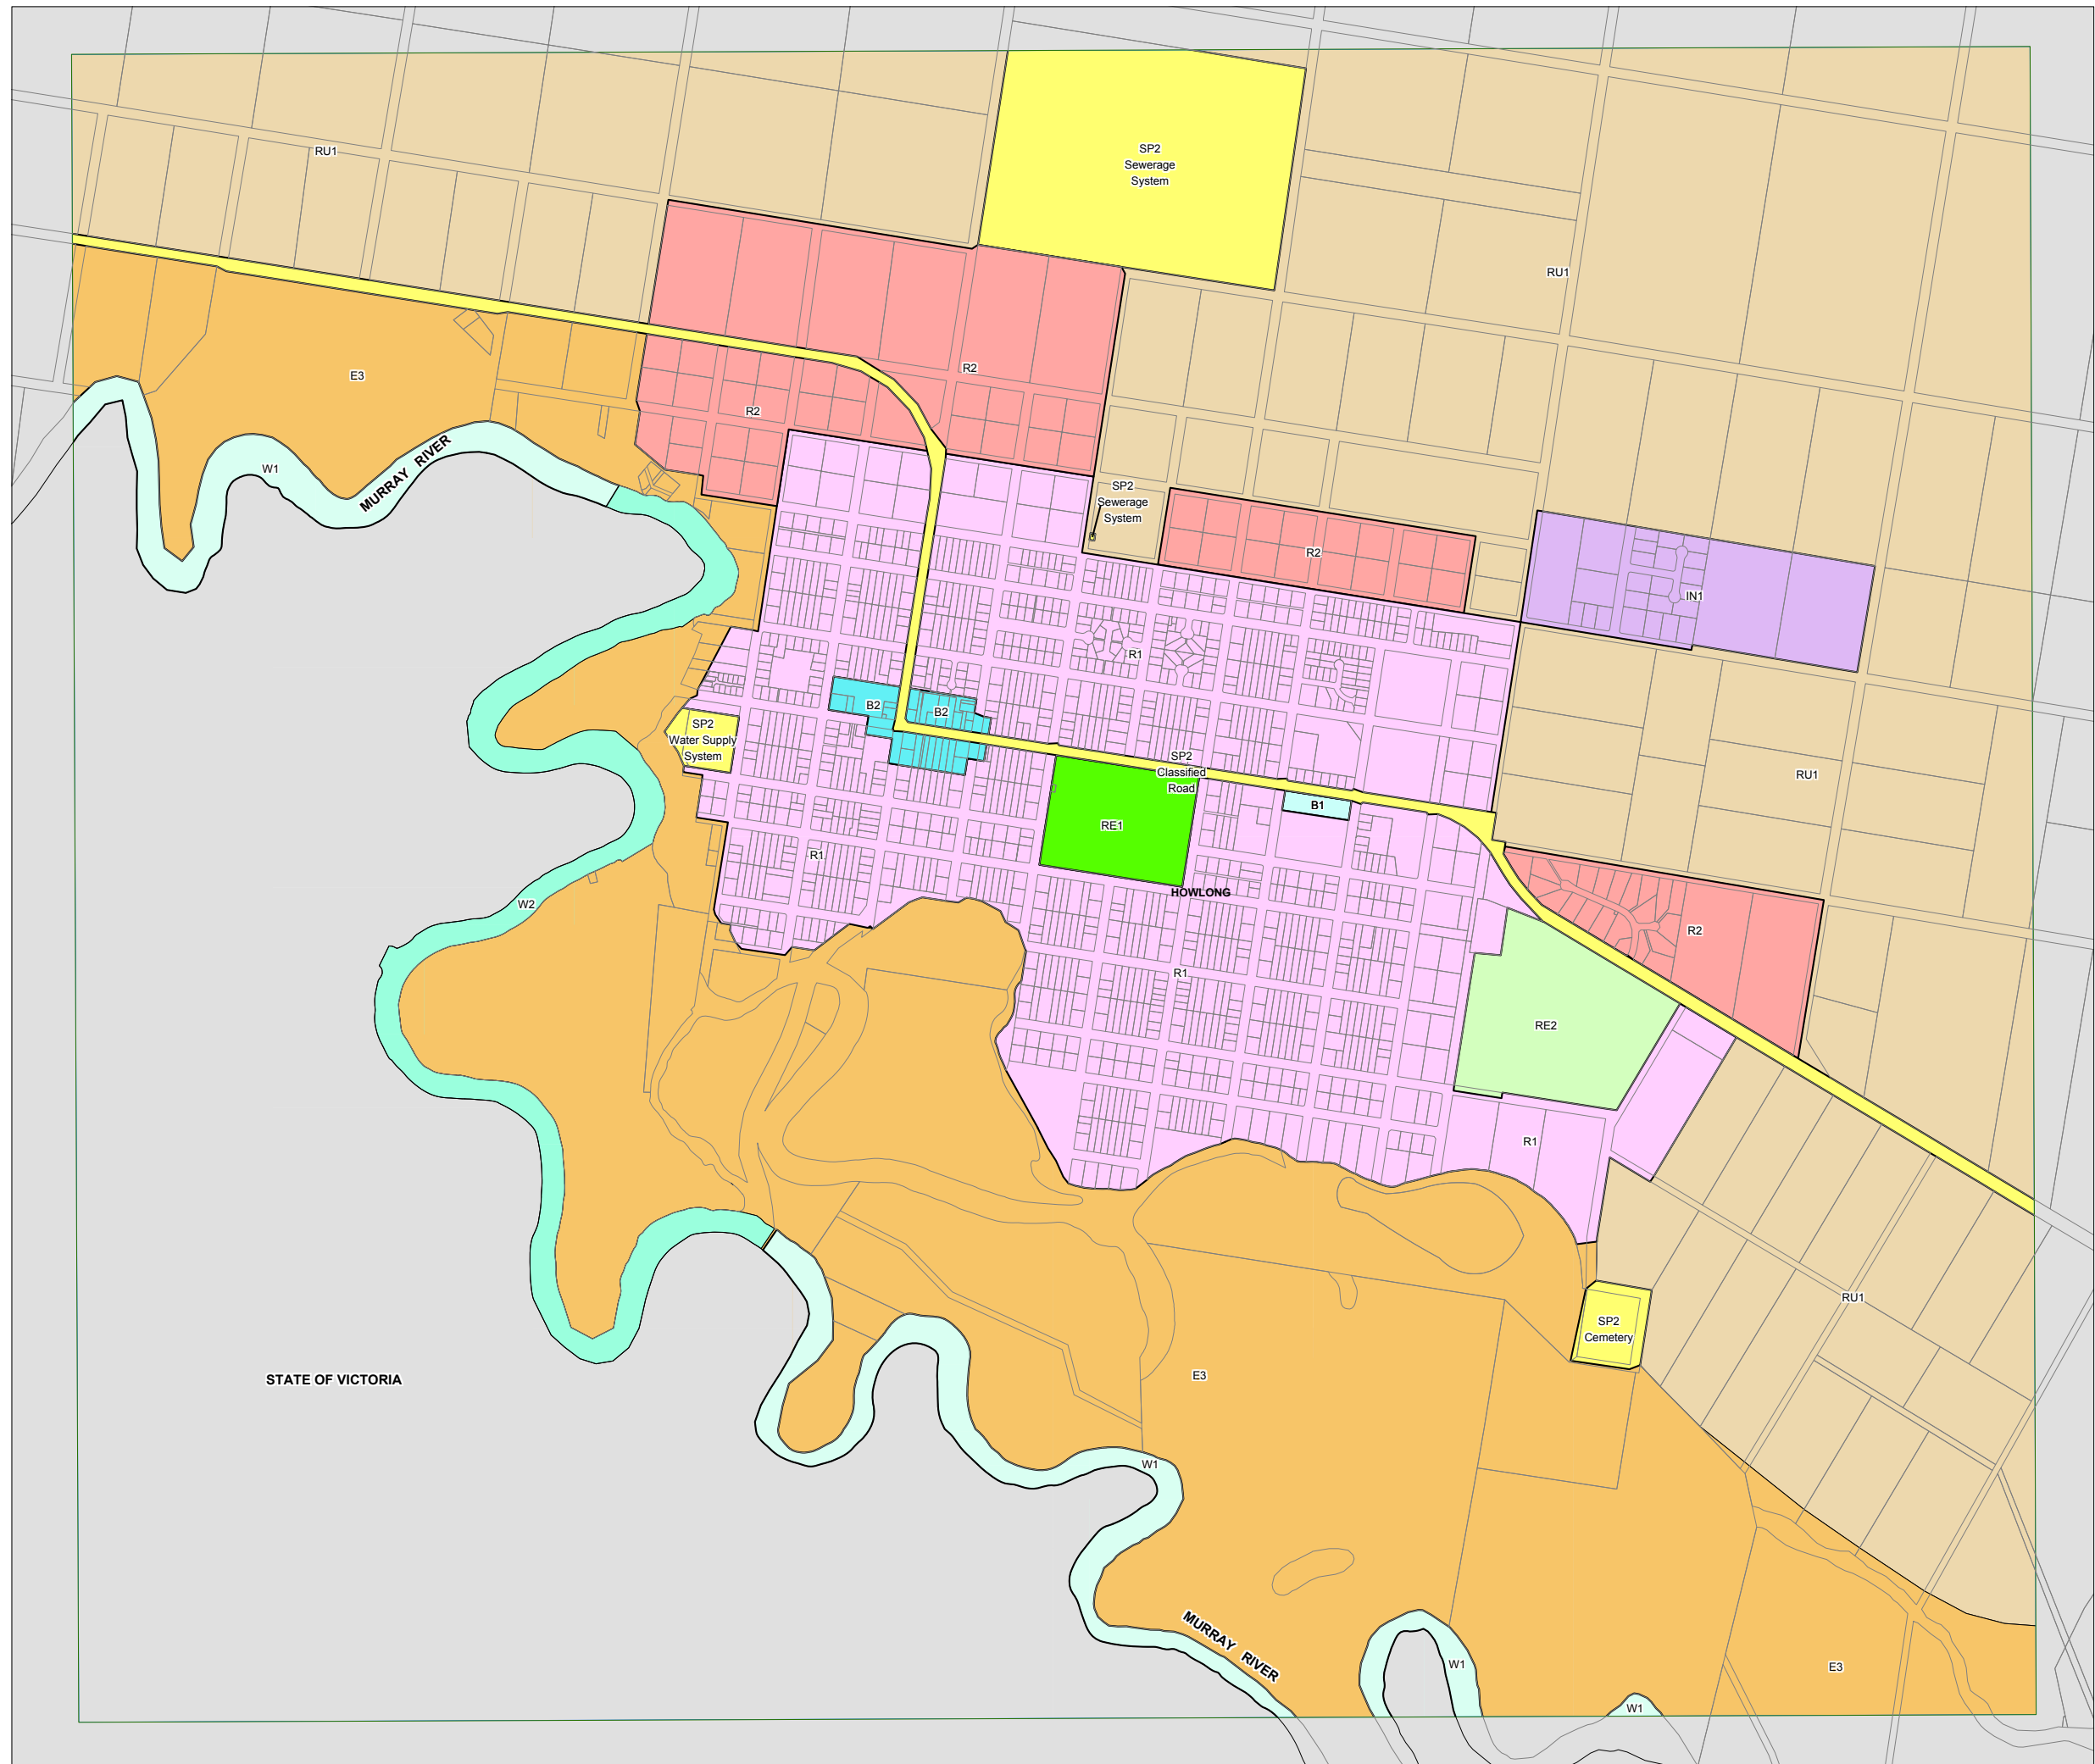 SP2
Sewerage
System
RU1
RU1
R2
E3
R2
MURRAY RIVER
W1
SP2
Sewerage
System
R2
IN1
R1
B2
B2
SP2
Water Supply
System
SP2
Classified
Road
RU1
B1
RE1
R1
HOWLONG
W2
R2
R1
RE2
R1
RU1
SP2
Cemetery
E3
STATE OF VICTORIA
W1
MURRAY RIVER
W1
E3
W1